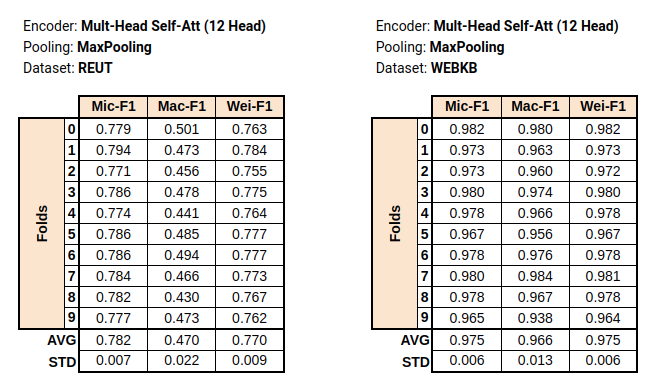 Encoder: Mult-Head Self-Att (12 Head)
Pooling: MaxPooling
Dataset: REUT
Mic-F1 Mac-F1 Wei-F1
Folds
0 0.779 0.501 0.763
1 0.794 0.473 0.784
2 0.771 0.456 0.755
3 0.786 0.478 0.775
4 0.774 0.441 0.764
5 0.786 0.485 0.777
6 0.786 0.494 0.777
7 0.784 0.466 0.773
8 0.782 0.430 0.767
9 0.777 0.473 0.762
AVG 0.782 0.470 0.770
STD 0.007 0.022 0.009
Encoder: Mult-Head Self-Att (12 Head)
Pooling: MaxPooling
Dataset: WEBKB
Mic-F1 Mac-F1 Wei-F1
Folds
0 0.982 0.980 0.982
1 0.973 0.963 0.973
2 0.973 0.960 0.972
3 0.980 0.974 0.980
4 0.978 0.966 0.978
5 0.967 0.956 0.967
6 0.978 0.976 0.978
7 0.980 0.984 0.981
8 0.978 0.967 0.978
9 0.965 0.938 0.964
AVG 0.975 0.966 0.975
STD 0.006 0.013 0.006